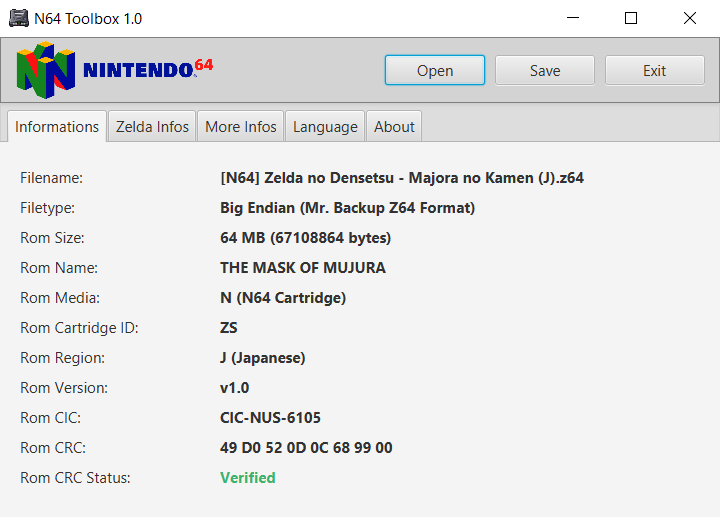 N64 Toolbox 1.0
NINTENDO 64
Open Save Exit
Informations Zelda Infos More Infos Language About
Filename: [N64] Zelda no Densetsu - Majora no Kamen (J).z64
Filetype: Big Endian (Mr. Backup Z64 Format)
Rom Size: 64 MB (67108864 bytes)
Rom Name: THE MASK OF MUJURA
Rom Media: N (N64 Cartridge)
Rom Cartridge ID: ZS
Rom Region: J (Japanese)
Rom Version: v1.0
Rom CIC: CIC-NUS-6105
Rom CRC: 49 D0 52 0D 0C 68 99 00
Rom CRC Status: Verified